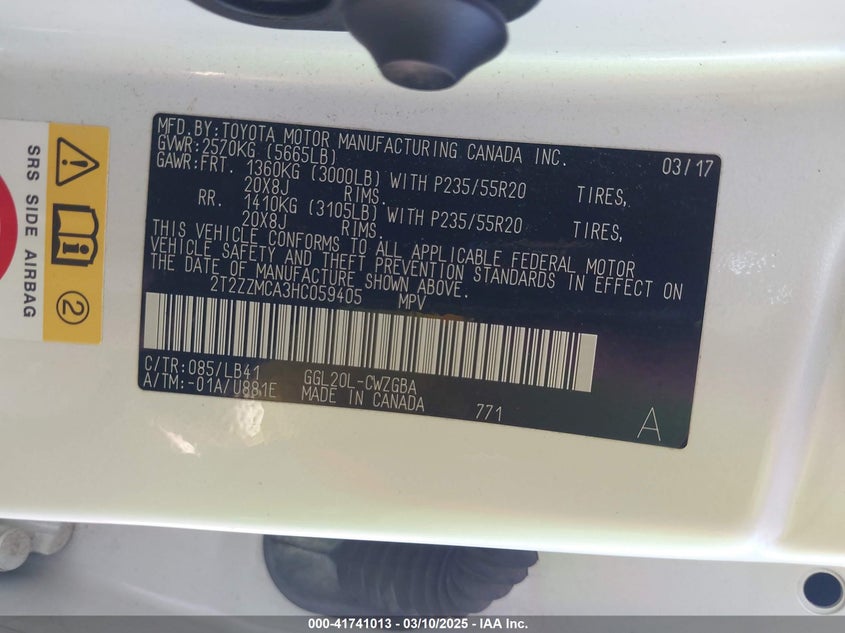 MFD.BY:TOYOTA MOTOR MANUFACTURING CANADA INC. 03/17
GVWR:2570KG (5665LB)
GAWR:FRT. 1360KG (3000LB) WITH P235/55R20 TIRES,
20X8J RIMS.
RR. 1410KG (3105LB) WITH P235/55R20 TIRES,
20X8J RIMS.
THIS VEHICLE CONFORMS TO ALL APPLICABLE FEDERAL MOTOR
VEHICLE SAFETY AND THEFT PREVENTION STANDARDS IN EFFECT ON
THE DATE OF MANUFACTURE SHOWN ABOVE.
2T2ZZMCA3HC059405 MPV
C/TR:085/LB41 GGL20L-CWZGBA
A/TM:-01A/U881E MADE IN CANADA 771
A
SRS SIDE AIRBAG
2
000-41741013 - 03/10/2025 - IAA Inc.